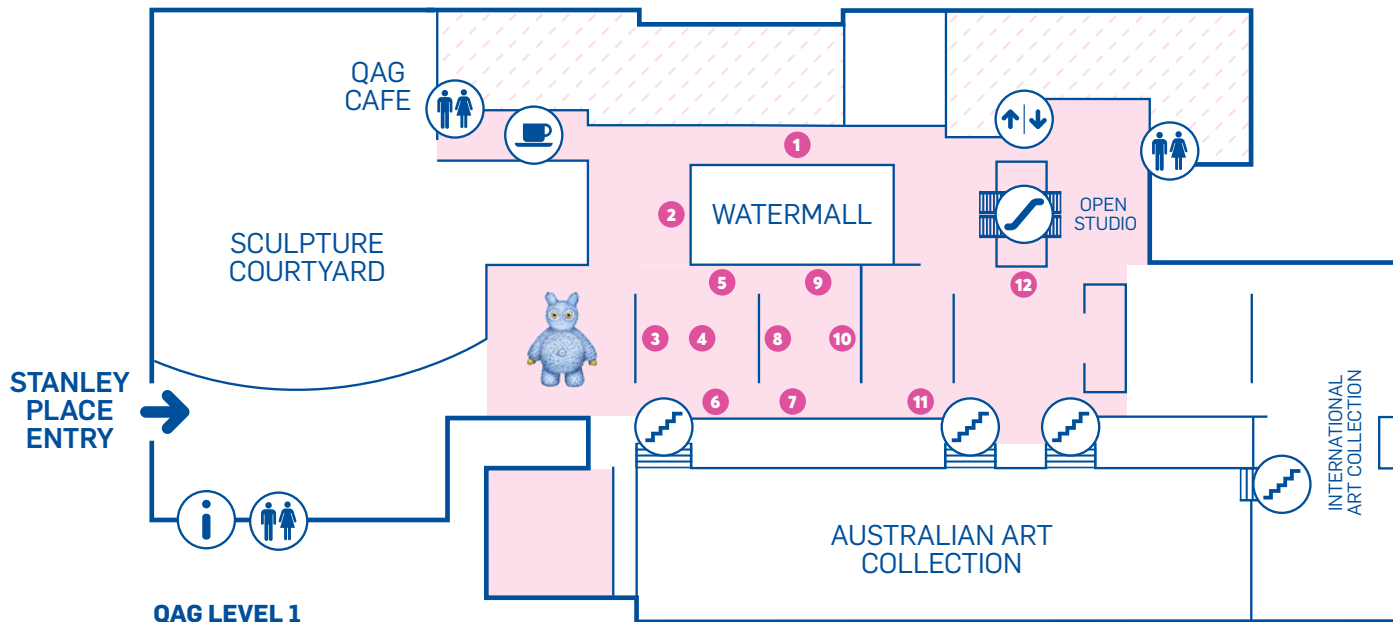 QAG
CAFE
1
WATERMALL
2
OPEN
STUDIO
SCULPTURE
COURTYARD
5
9
12
3
4
8
10
STANLEY
PLACE
ENTRY
6
7
11
INTERNATIONAL
ART COLLECTION
i
AUSTRALIAN ART
COLLECTION
QAG LEVEL 1